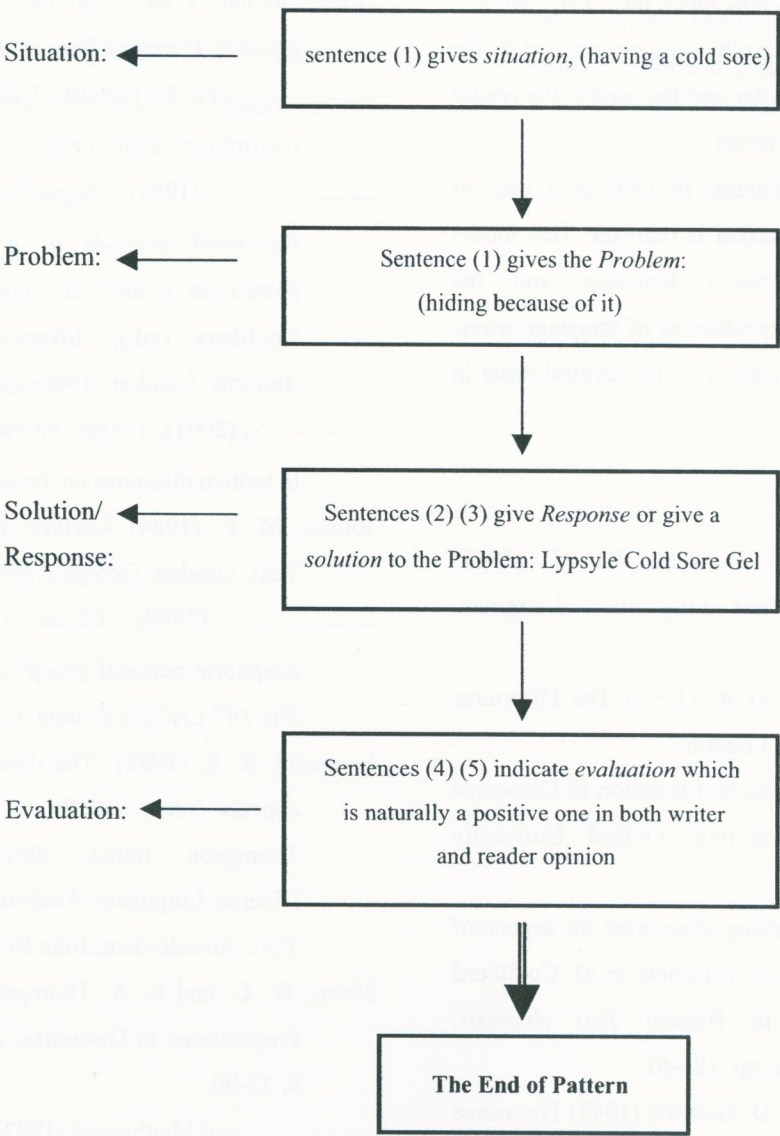 Situation:
sentence (1) gives situation, (having a cold sore)
Problem:
Sentence (1) gives the Problem:
(hiding because of it)
Solution/
Response:
Sentences (2) (3) give Response or give a
solution to the Problem: Lypsyle Cold Sore Gel
Evaluation:
Sentences (4) (5) indicate evaluation which
is naturally a positive one in both writer
and reader opinion
The End of Pattern